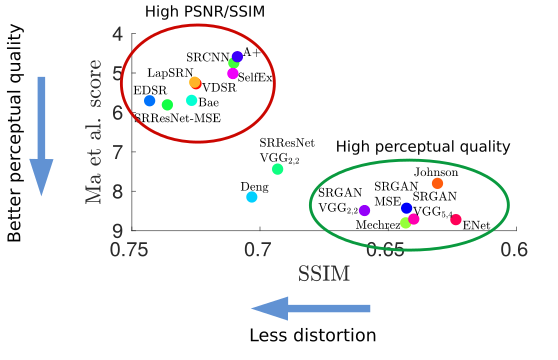 High PSNR/SSIM
Better perceptual quality
Ma et al. score
4
5
6
7
8
9
SRCNN
A+
LapSRN
SelfEx
VDSR
EDSR
Bae
SRResNet-MSE
SRResNet
VGG2,2
High perceptual quality
Johnson
Deng
SRGAN
VGG2,2
SRGAN
MSE
SRGAN
VGG5,4
Mechrez
ENet
0.75
0.7
0.65
0.6
SSIM
Less distortion